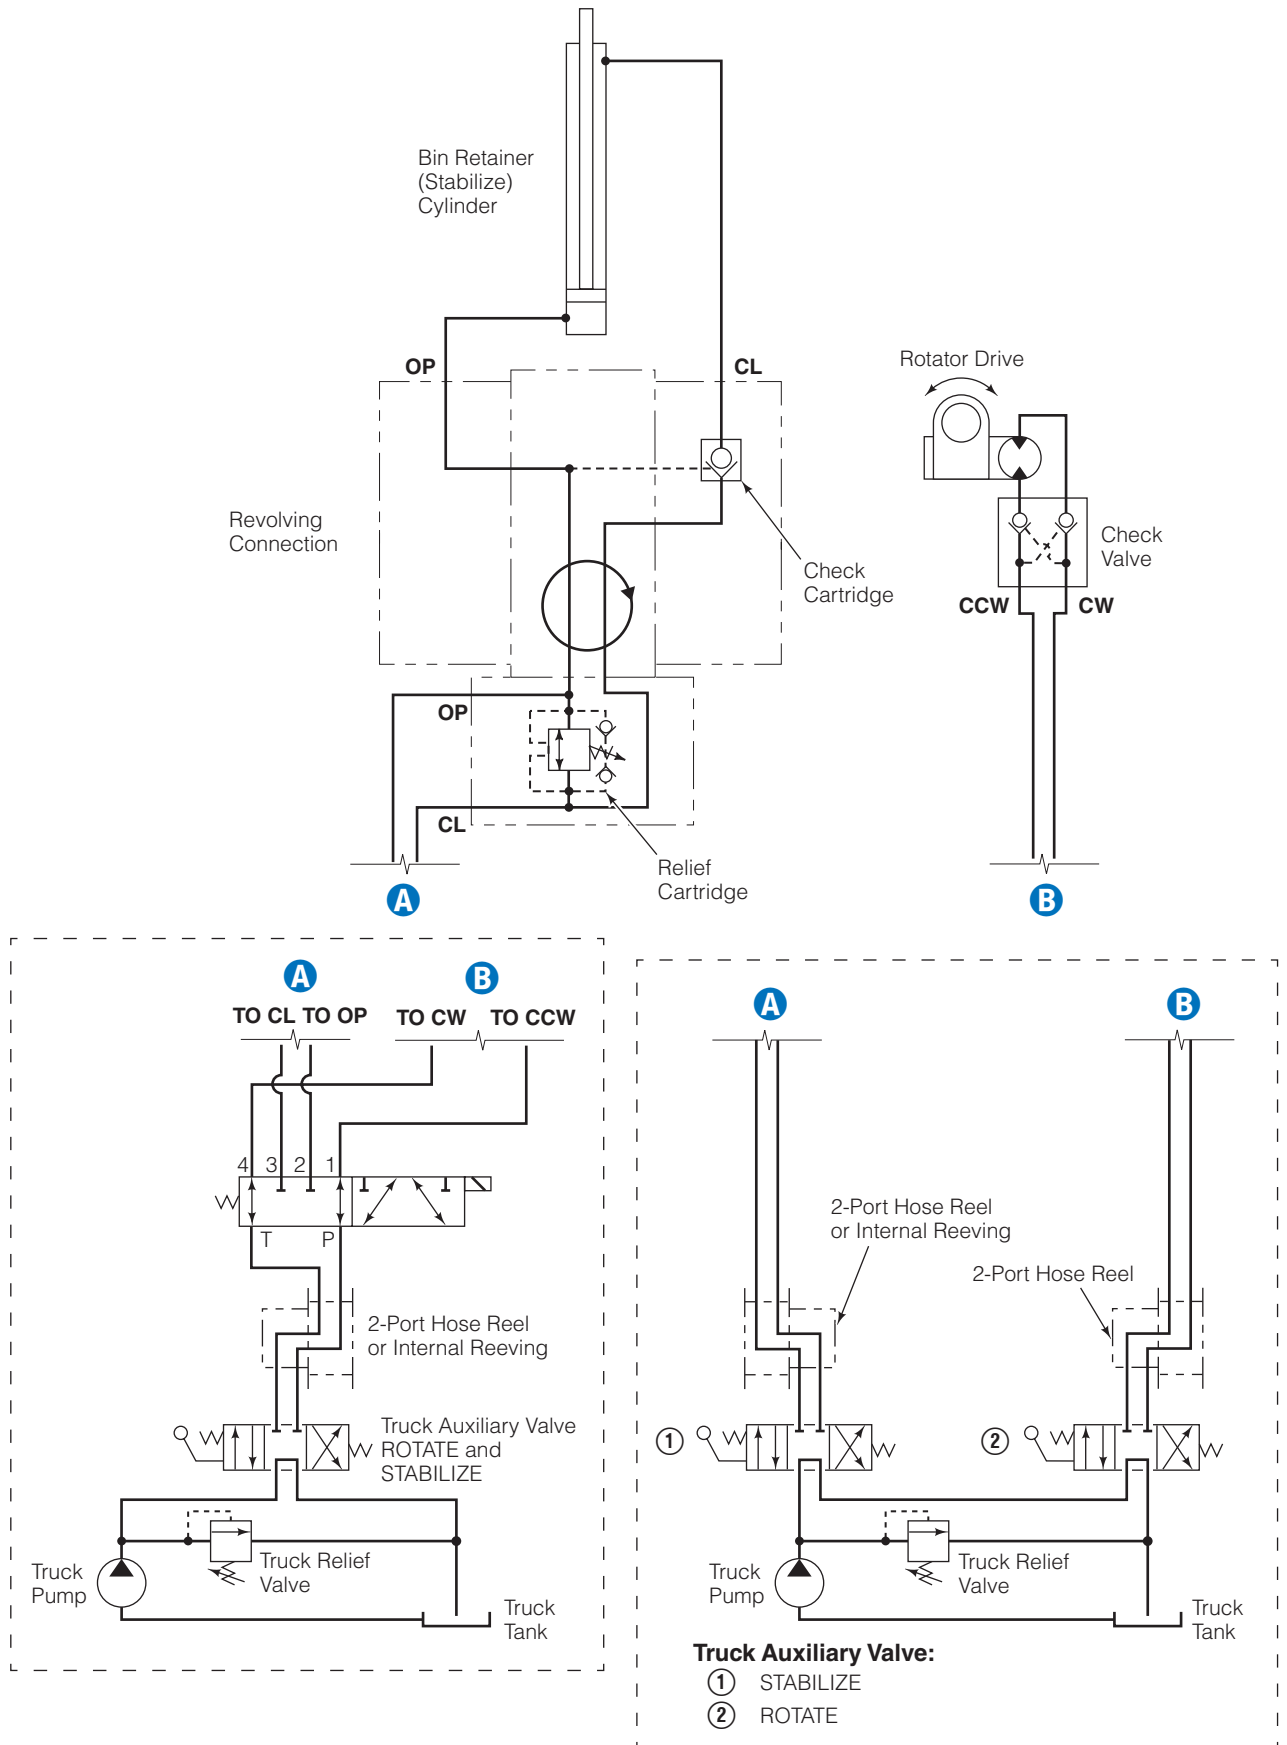 Bin Retainer
(Stabilize)
Cylinder
OP
CL
Rotator Drive
Revolving
Connection
Check
Cartridge
Check
Valve
CCW
CW
OP
CL
Relief
Cartridge
A
B
A
B
TO CL TO OP
TO CW
TO CCW
4 3 2 1
T P
2-Port Hose Reel
or Internal Reeving
Truck Auxiliary Valve
ROTATE and
STABILIZE
Truck
Pump
Truck Relief
Valve
Truck
Tank
A
B
2-Port Hose Reel
or Internal Reeving
2-Port Hose Reel
1
2
Truck
Pump
Truck Relief
Valve
Truck
Tank
Truck Auxiliary Valve:
1 STABILIZE
2 ROTATE